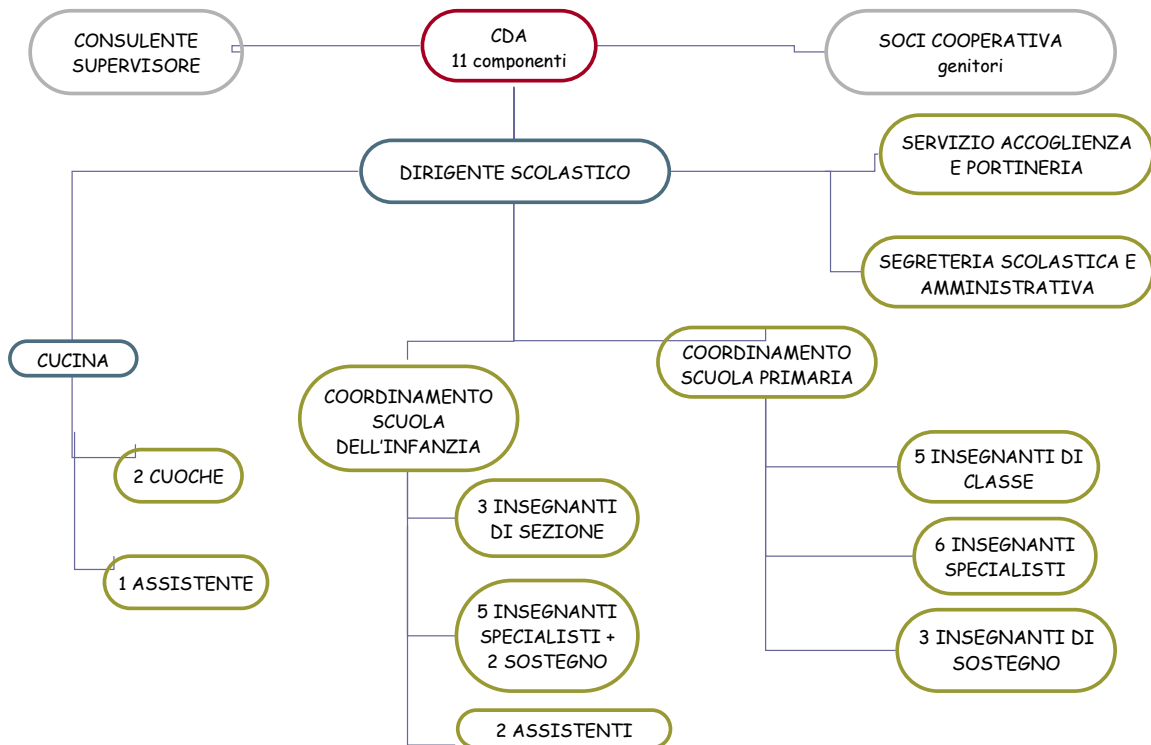 CONSULENTE
SUPERVISORE
CDA
11 componenti
SOCI COOPERATIVA
genitori
SERVIZIO ACCOGLIENZA
E PORTINERIA
DIRIGENTE SCOLASTICO
SEGRETERIA SCOLASTICA E
AMMINISTRATIVA
CUCINA
COORDINAMENTO
SCUOLA PRIMARIA
COORDINAMENTO
SCUOLA
DELL'INFANZIA
2 CUOCHE
5 INSEGNANTI DI
CLASSE
3 INSEGNANTI
DI SEZIONE
6 INSEGNANTI
SPECIALISTI
1 ASSISTENTE
5 INSEGNANTI
SPECIALISTI +
2 SOSTEGNO
3 INSEGNANTI DI
SOSTEGNO
2 ASSISTENTI